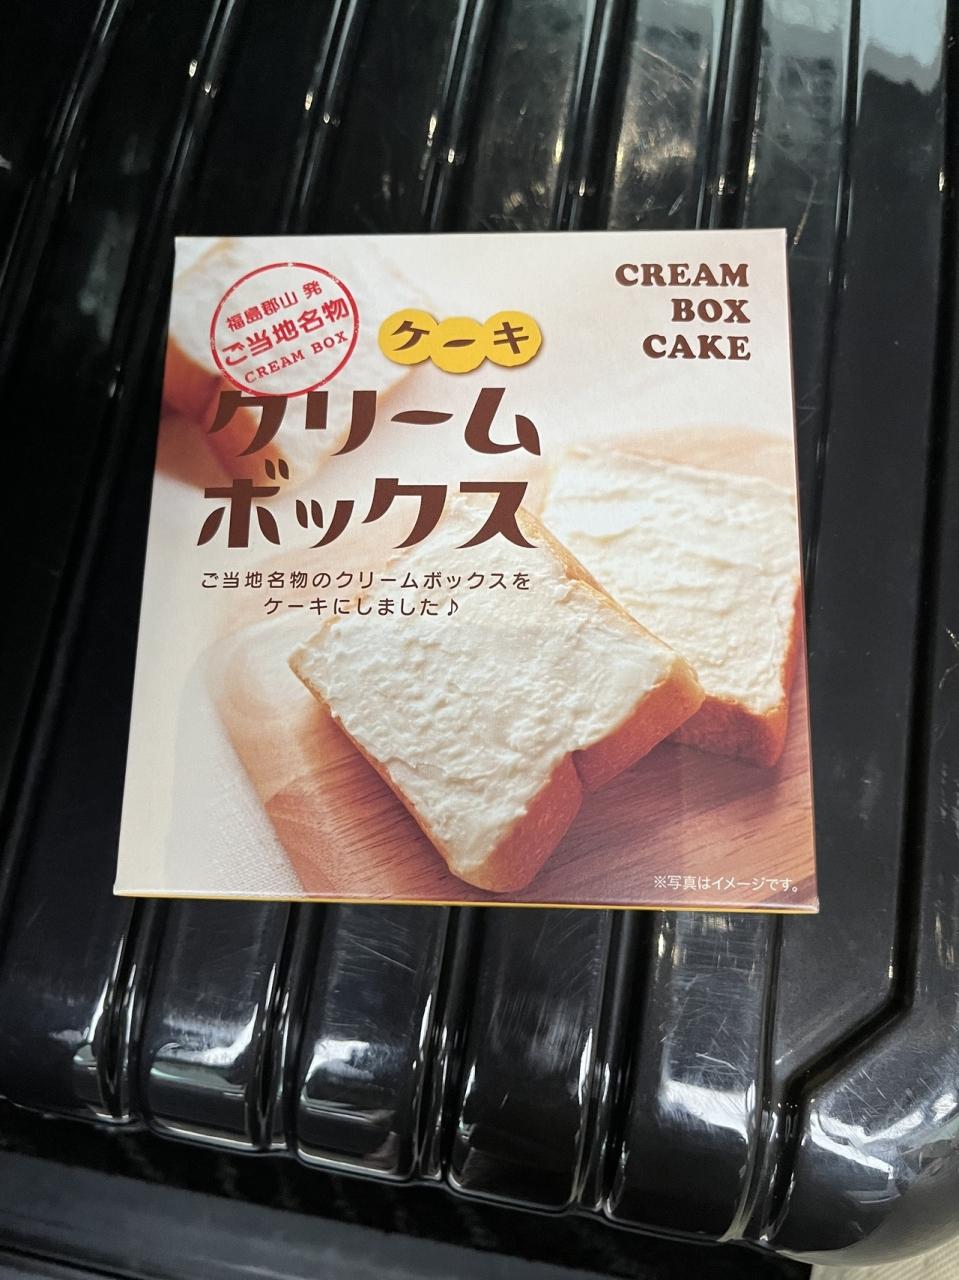 福島郡山 発
ご当地名物
CREAM BOX
ケーキ
クリーム
ボックス
CREAM
BOX
CAKE
ご当地名物のクリームボックスを
ケーキにしました♪
※写真はイメージです。